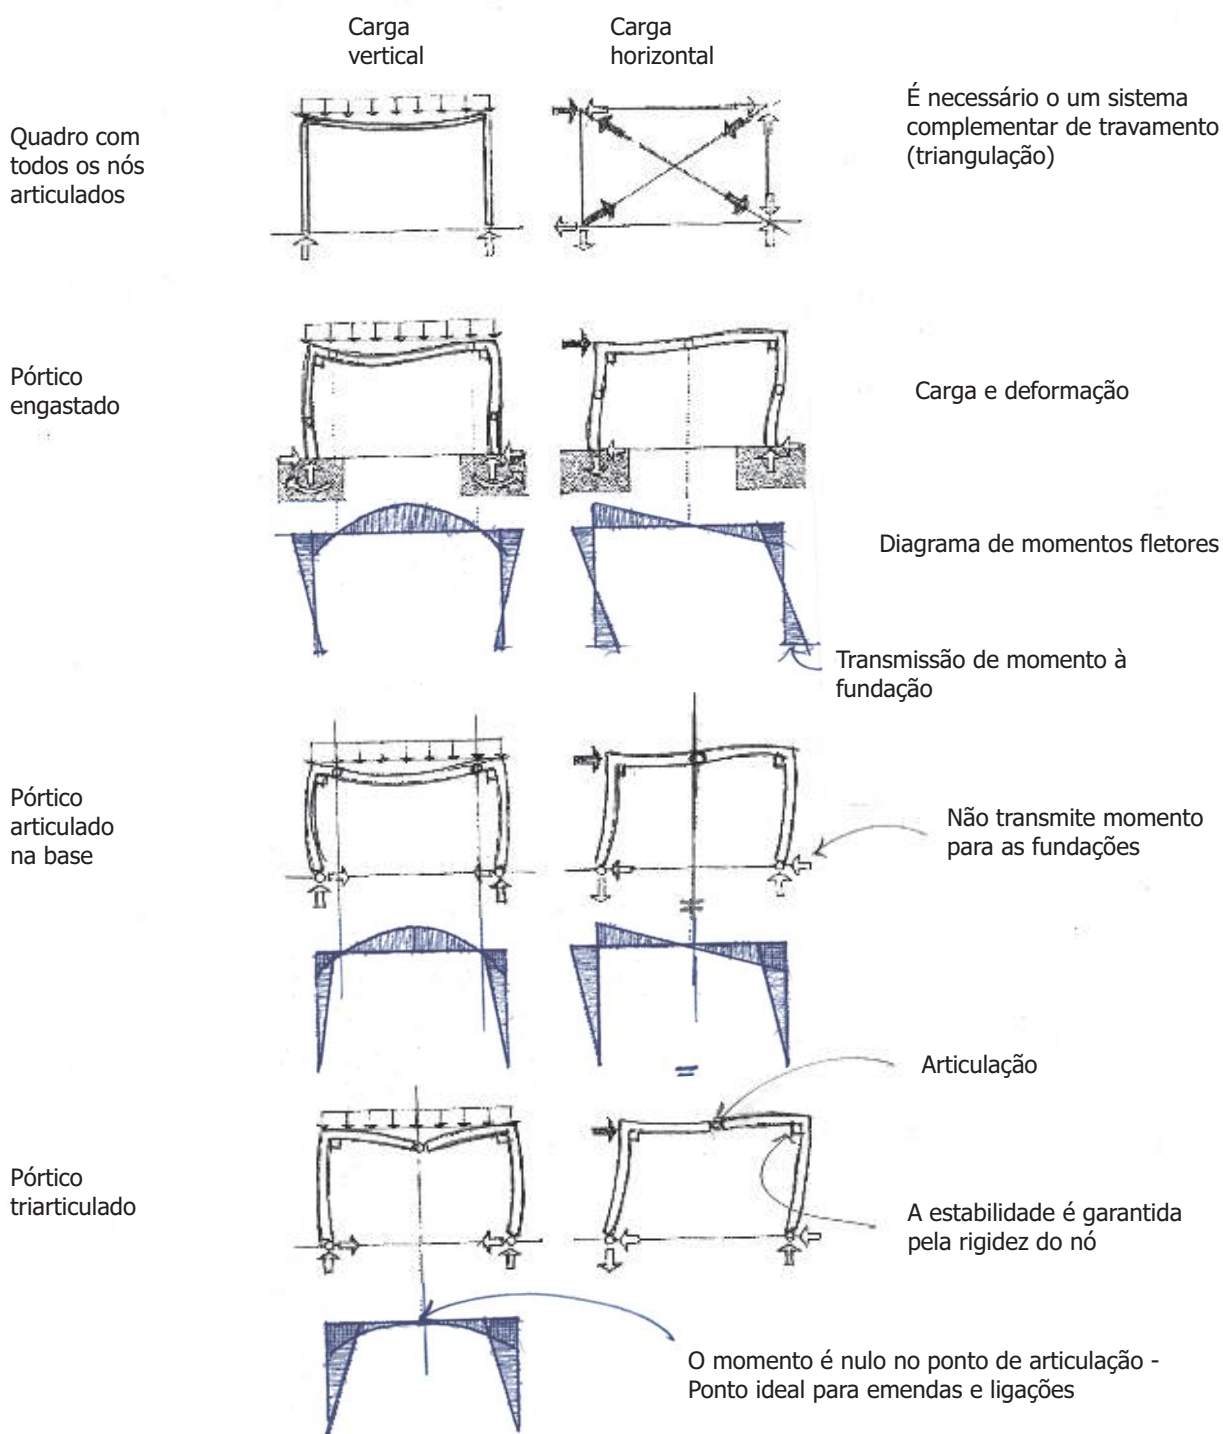 Carga
vertical
Carga
horizontal
Quadro com
todos os nós
articulados
É necessário o um sistema
complementar de travamento
(triangulação)
Pórtico
engastado
Carga e deformação
Diagrama de momentos fletores
Transmissão de momento à
fundação
Pórtico
articulado
na base
Não transmite momento
para as fundações
Articulação
Pórtico
triarticulado
A estabilidade é garantida
pela rigidez do nó
O momento é nulo no ponto de articulação -
Ponto ideal para emendas e ligações